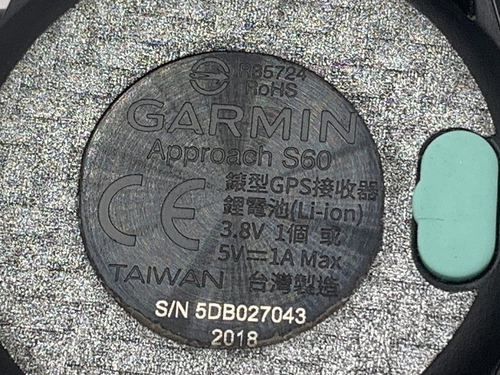 R35724
RoHS
GARMIN
Approach S60
錶型GPS接收器
鋰電池(Li-ion)
3.8V 1個 或
5V⎓1A Max
CE
TAIWAN 台灣製造
S/N 5DB027043
2018